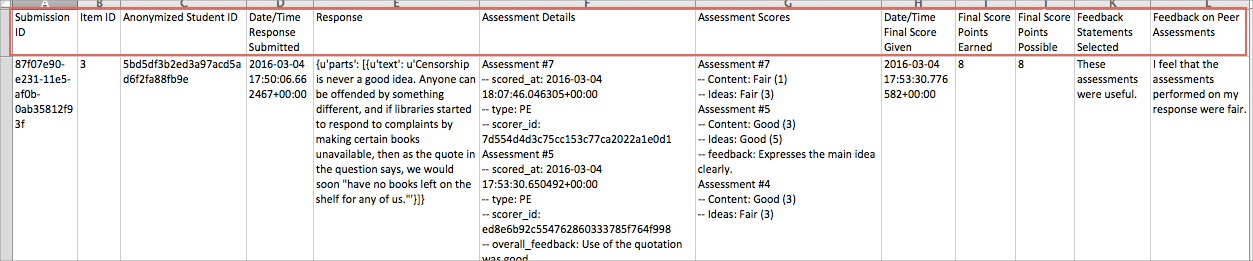 A B C D E F G H I J K L
Submission ID
Item ID
Anonymized Student ID
Date/Time Response Submitted
Response
Assessment Details
Assessment Scores
Date/Time Final Score Given
Final Score Points Earned
Final Score Points Possible
Feedback Statements Selected
Feedback on Peer Assessments
87f07e90-
e231-11e5-
af0b-
0ab35812f9
3f
3
5bd5df3b2ed3a97acd5a
d6f2fa88fb9e
2016-03-04
17:50:06.66
2467+00:00
{u'parts': [{u'text': u'Censorship
is never a good idea. Anyone can
be offended by something
different, and if libraries started
to respond to complaints by
making certain books
unavailable, then as the quote in
the question says, we would
soon "have no books left on the
shelf for any of us."'}]}
Assessment #7
-- scored_at: 2016-03-04
18:07:46.046305+00:00
-- type: PE
-- scorer_id:
7d554d4d3c75cc153c77ca2022a1e0d1
Assessment #5
-- scored_at: 2016-03-04
17:53:30.650492+00:00
-- type: PE
-- scorer_id:
ed8e6b92c554762860333785f764f998
-- overall_feedback: Use of the quotation
was good
Assessment #7
-- Content: Fair (1)
-- Ideas: Fair (3)
Assessment #5
-- Content: Good (3)
-- Ideas: Good (5)
-- feedback: Expresses the main idea
clearly.
Assessment #4
-- Content: Good (3)
-- Ideas: Fair (3)
2016-03-04
17:53:30.776
582+00:00
8
8
These
assessments
were useful.
I feel that the
assessments
performed on my
response were fair.